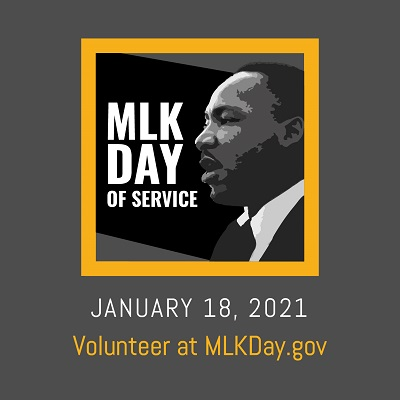 MLK
DAY
OF SERVICE
JANUARY 18, 2021
Volunteer at MLKDay.gov